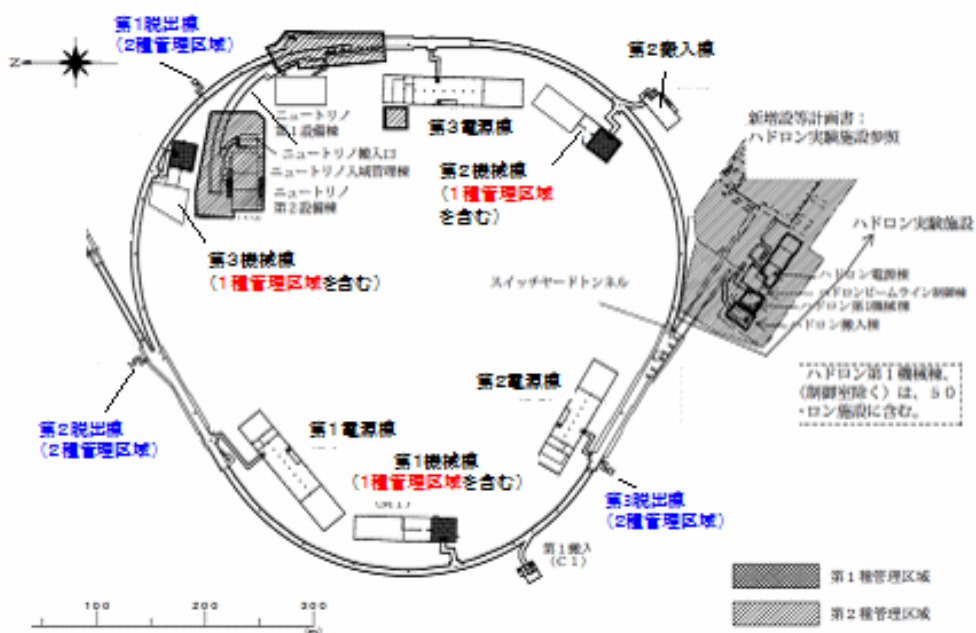 第1脱出棟
(2種管理区域)
N
第2搬入棟
新増設等計画書：
ハドロン実験施設参照
ニュートリノ
第1設備棟
第3電源棟
ニュートリノ搬入口
ニュートリノ入域管理棟
ニュートリノ
第2設備棟
第2機械棟
(1種管理区域
を含む)
ハドロン実験施設
第3機械棟
(1種管理区域を含む)
スイッチヤードトンネル
ハドロン電源棟
ハドロンビームライン制御棟
ハドロン第1機械棟
ハドロン搬入棟
第2電源棟
ハドロン第1機械棟、
(制御室除く)は、50
・ロン施設に含む。
第2脱出棟
(2種管理区域)
第1電源棟
第1機械棟
(1種管理区域を含む)
第3脱出棟
(2種管理区域)
第1搬入
(C1)
第1種管理区域
第2種管理区域
100
200
300
(m)